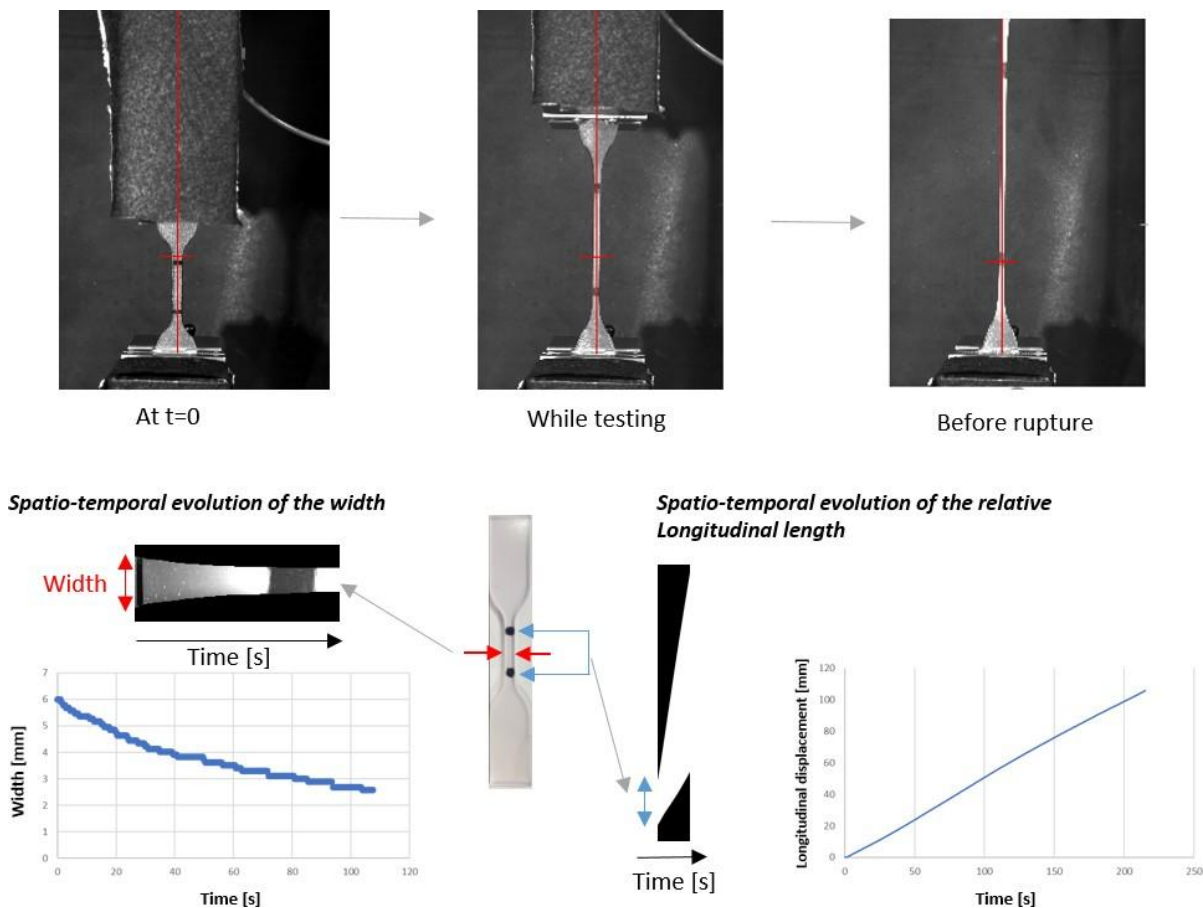 At t=0
While testing
Before rupture
Spatio-temporal evolution of the width
Spatio-temporal evolution of the relative
Longitudinal length
Width
Time [s]
7
6
5
4
3
2
1
0
Width [mm]
0 20 40 60 80 100 120
Time [s]
Time [s]
120
100
80
60
40
20
0
Longitudinal displacement [mm]
0 50 100 150 200 250
Time [s]